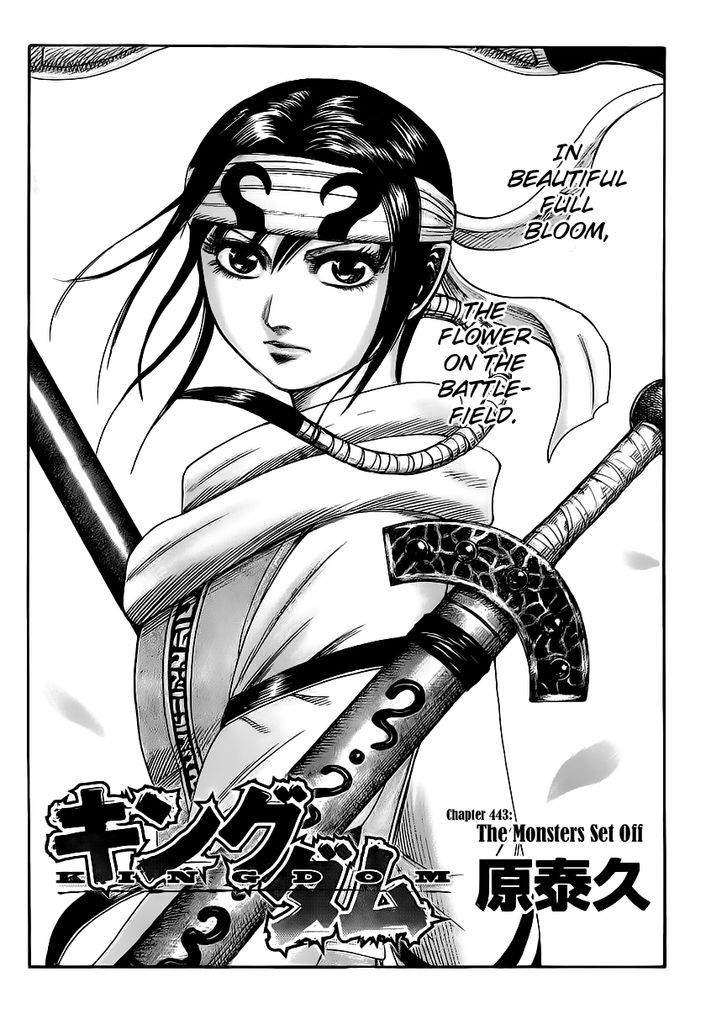 IN
BEAUTIFUL
FULL
BLOOM,
THE
FLOWER
ON THE
BATTLE-
FIELD.
キングダム
KINGDOM
Chapter 443:
The Monsters Set Off
原泰久